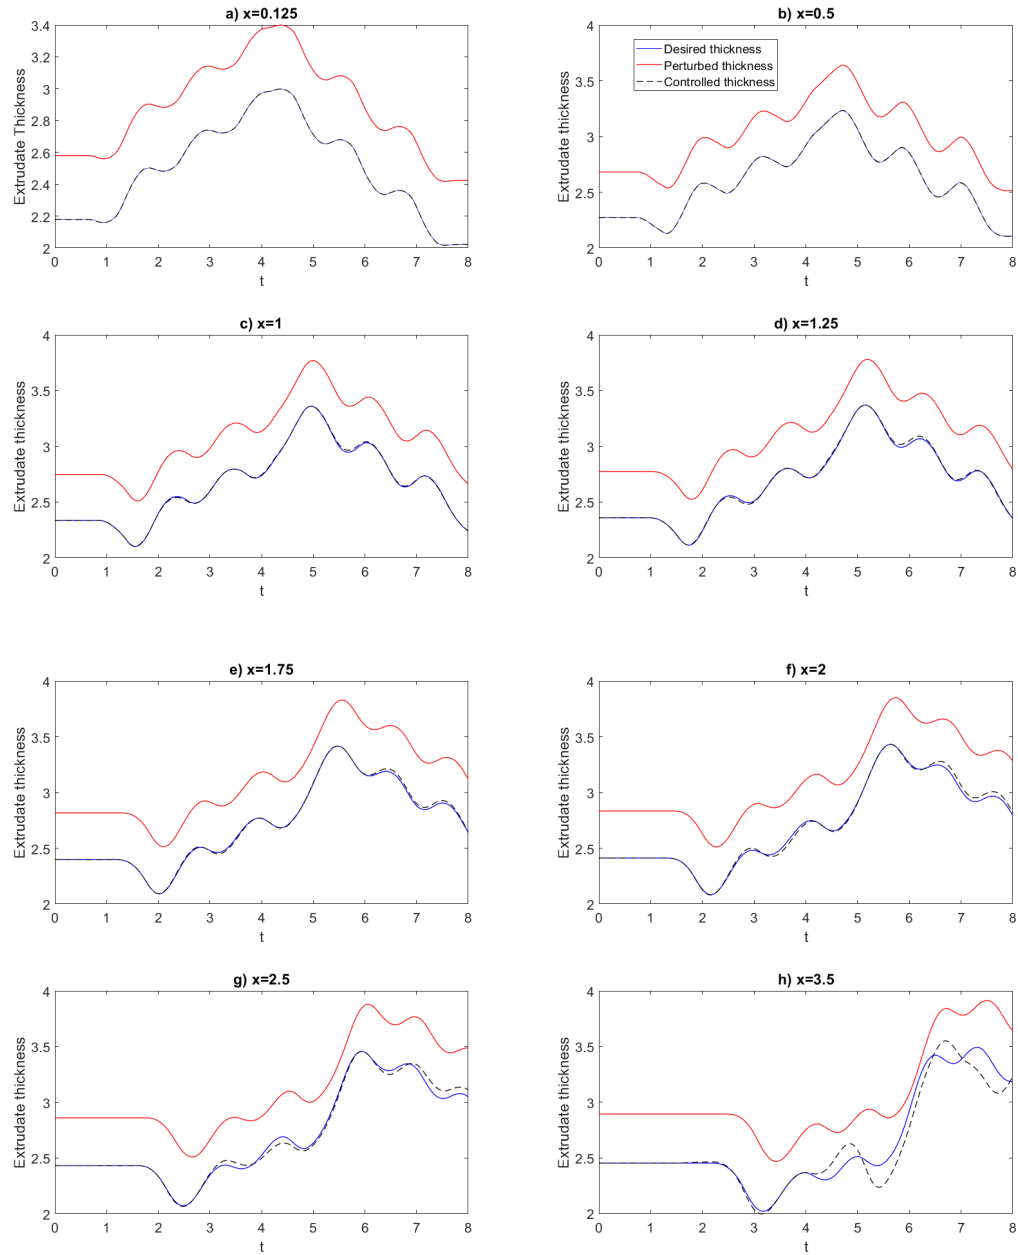 a) x=0.125
Extrudate Thickness
3.4
3.2
3
2.8
2.6
2.4
2.2
2
0 1 2 3 4 5 6 7 8
t
b) x=0.5
Extrudate thickness
4
3.5
3
2.5
2
Desired thickness
Perturbed thickness
Controlled thickness
0 1 2 3 4 5 6 7 8
t
c) x=1
Extrudate thickness
4
3.5
3
2.5
2
0 1 2 3 4 5 6 7 8
t
d) x=1.25
Extrudate thickness
4
3.5
3
2.5
2
0 1 2 3 4 5 6 7 8
t
e) x=1.75
Extrudate thickness
4
3.5
3
2.5
2
0 1 2 3 4 5 6 7 8
t
f) x=2
Extrudate thickness
4
3.5
3
2.5
2
0 1 2 3 4 5 6 7 8
t
g) x=2.5
Extrudate thickness
4
3.5
3
2.5
2
0 1 2 3 4 5 6 7 8
t
h) x=3.5
Extrudate thickness
4
3.5
3
2.5
2
0 1 2 3 4 5 6 7 8
t